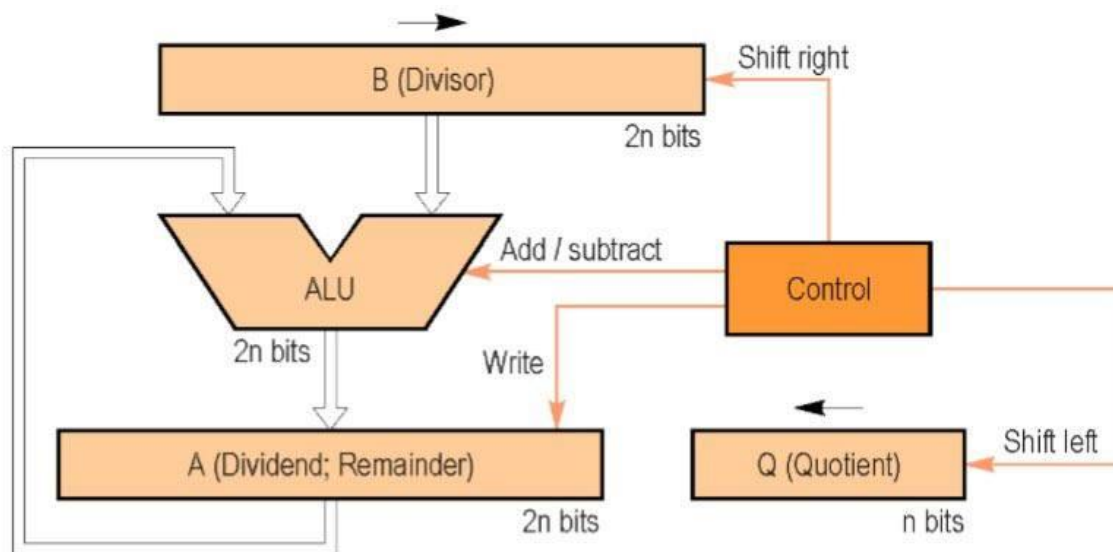 B (Divisor)
Shift right
2n bits
Add / subtract
ALU
Control
2n bits
Write
A (Dividend; Remainder)
Q (Quotient)
Shift left
2n bits
n bits